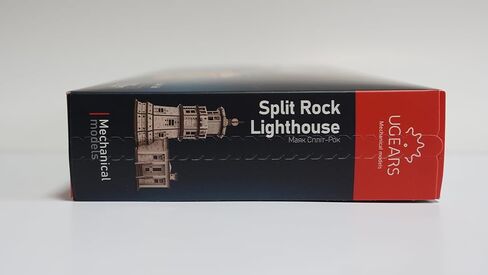 Mechanical
models
Split Rock
Lighthouse
Маяк Спліт-Рок
UGEARS
Mechanical models